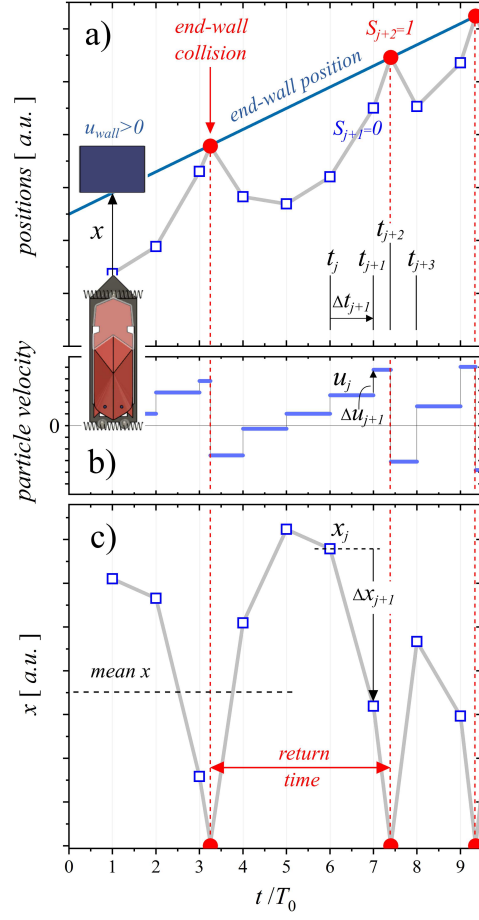 a)
end-wall
collision
S_{j+2}=1
end-wall position
u_{wall}>0
S_{j+1}=0
positions [ a.u. ]
x
t_j
t_{j+1}
t_{j+2}
t_{j+3}
Δt_{j+1}
particle velocity
0
u_j
Δu_{j+1}
b)
c)
x_j
Δx_{j+1}
x [ a.u. ]
mean x
return
time
0 1 2 3 4 5 6 7 8 9
t /T_0